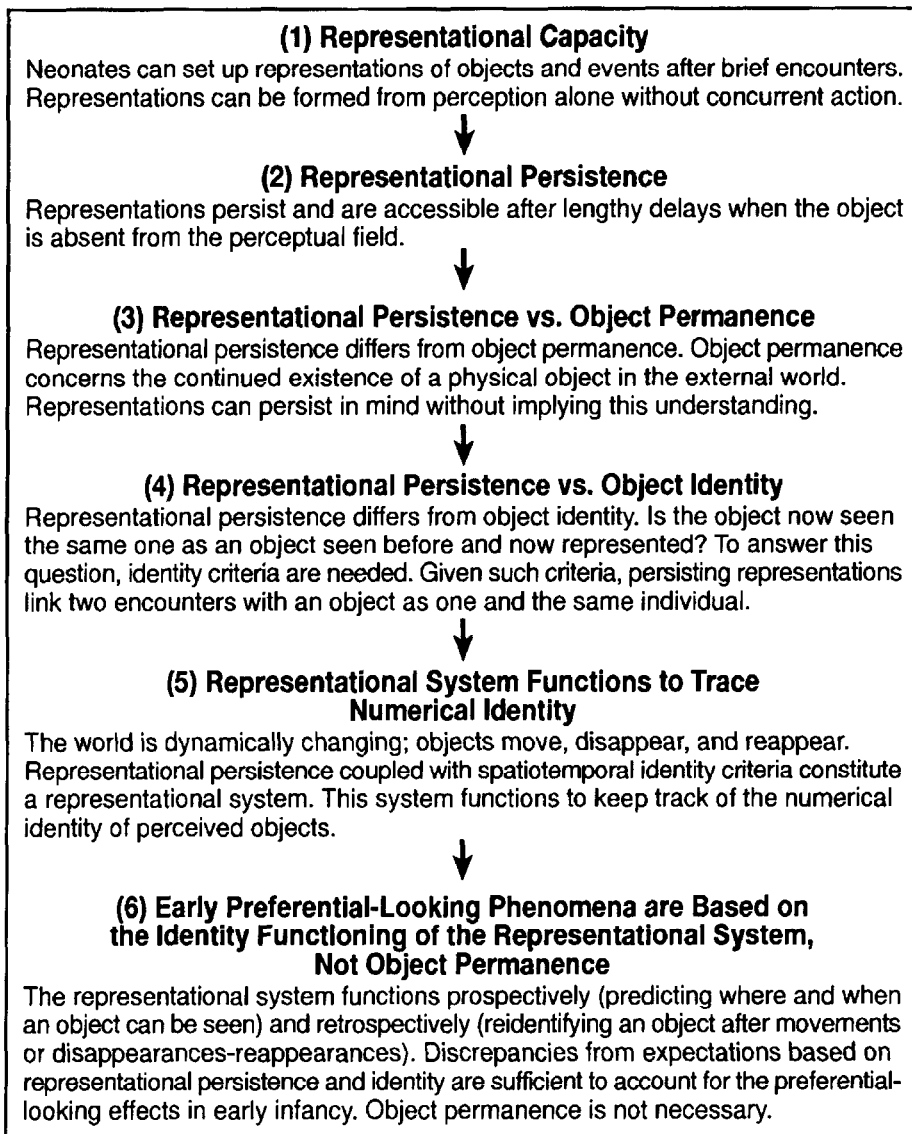 (1) Representational Capacity
Neonates can set up representations of objects and events after brief encounters.
Representations can be formed from perception alone without concurrent action.
(2) Representational Persistence
Representations persist and are accessible after lengthy delays when the object
is absent from the perceptual field.
(3) Representational Persistence vs. Object Permanence
Representational persistence differs from object permanence. Object permanence
concerns the continued existence of a physical object in the external world.
Representations can persist in mind without implying this understanding.
(4) Representational Persistence vs. Object Identity
Representational persistence differs from object identity. Is the object now seen
the same one as an object seen before and now represented? To answer this
question, identity criteria are needed. Given such criteria, persisting representations
link two encounters with an object as one and the same individual.
(5) Representational System Functions to Trace
Numerical Identity
The world is dynamically changing; objects move, disappear, and reappear.
Representational persistence coupled with spatiotemporal identity criteria constitute
a representational system. This system functions to keep track of the numerical
identity of perceived objects.
(6) Early Preferential-Looking Phenomena are Based on
the Identity Functioning of the Representational System,
Not Object Permanence
The representational system functions prospectively (predicting where and when
an object can be seen) and retrospectively (reidentifying an object after movements
or disappearances-reappearances). Discrepancies from expectations based on
representational persistence and identity are sufficient to account for the preferential-
looking effects in early infancy. Object permanence is not necessary.